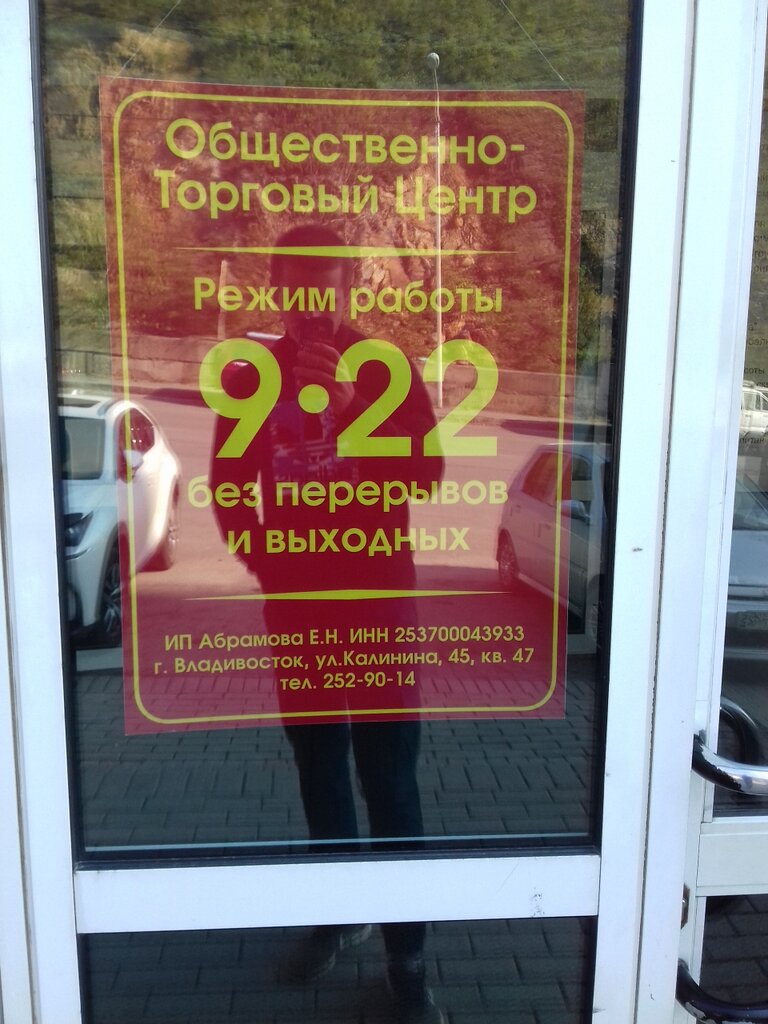 Общественно-
Торговый Центр
Режим работы
9•22
без перерывов
и выходных
ИП Абрамова Е.Н. ИНН 253700043933
г. Владивосток, ул.Калинина, 45, кв. 47
тел. 252-90-14